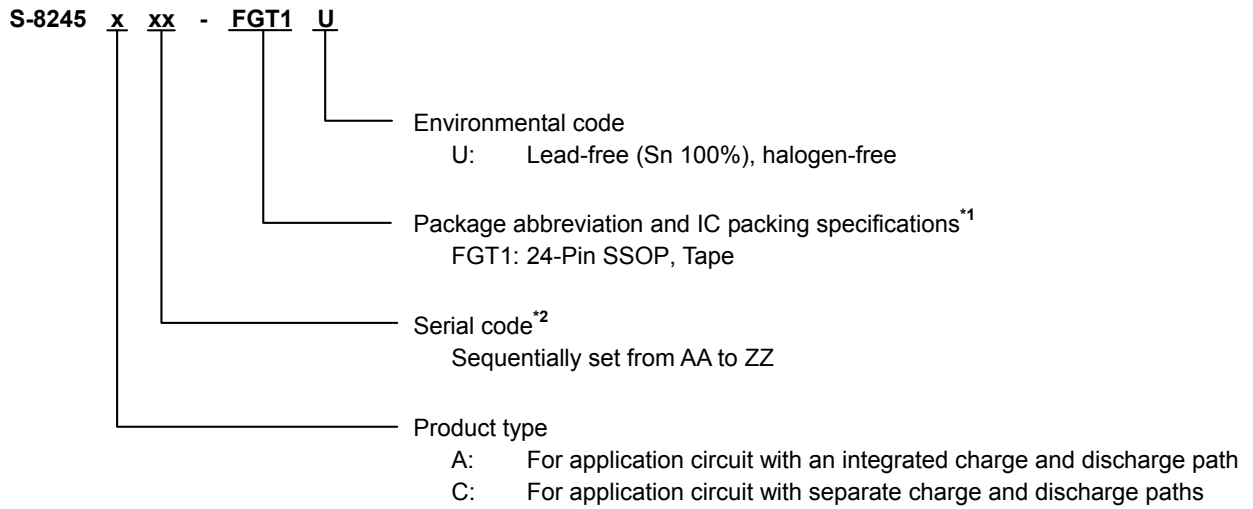 S-8245 x xx - FGT1 U
Environmental code
U: Lead-free (Sn 100%), halogen-free
Package abbreviation and IC packing specifications*1
FGT1: 24-Pin SSOP, Tape
Serial code*2
Sequentially set from AA to ZZ
Product type
A: For application circuit with an integrated charge and discharge path
C: For application circuit with separate charge and discharge paths